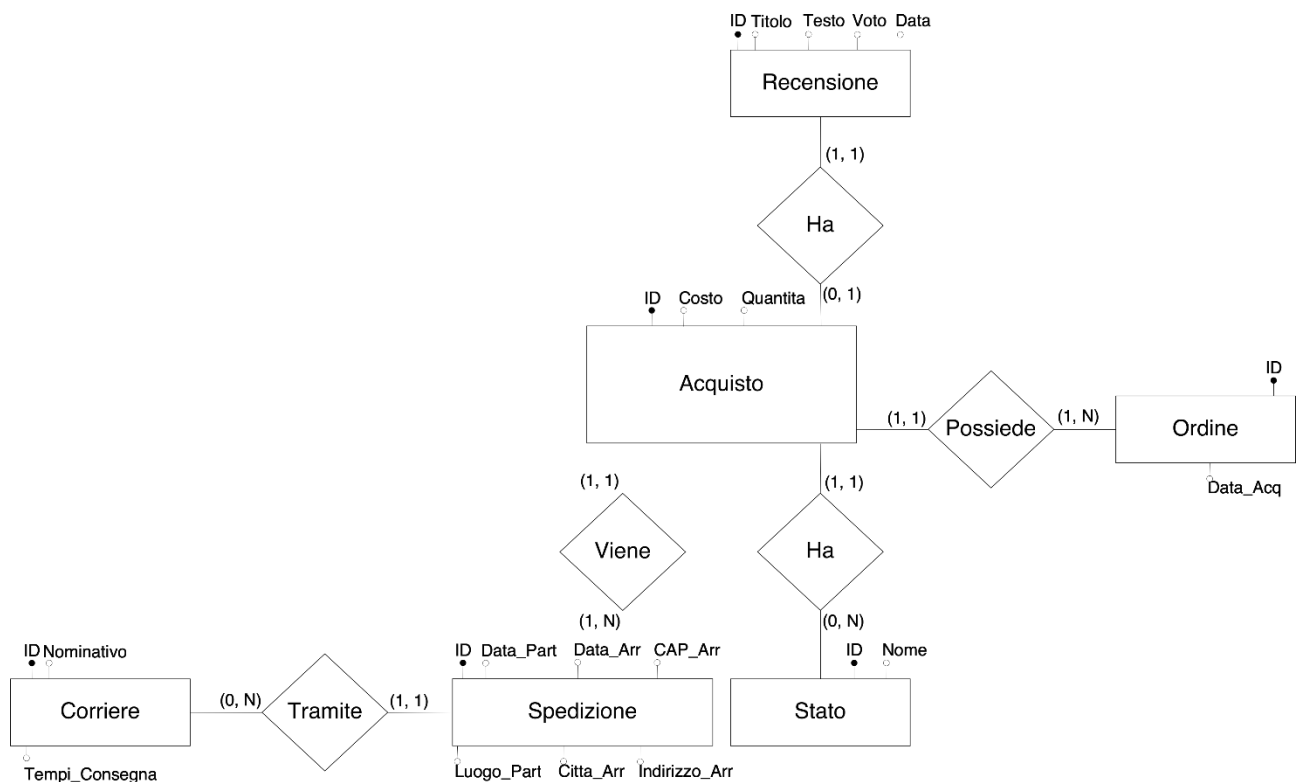 ID Titolo Testo Voto Data
Recensione
(1, 1)
Ha
(0, 1)
ID Costo Quantita
Acquisto
ID
(1, 1) Possiede (1, N) Ordine
Data_Acq
(1, 1) (1, 1)
Viene Ha
(1, N) (0, N)
ID Nominativo ID Data_Part Data_Arr CAP_Arr ID Nome
Corriere (0, N) Tramite (1, 1) Spedizione Stato
Tempi_Consegna Luogo_Part Citta_Arr Indirizzo_Arr